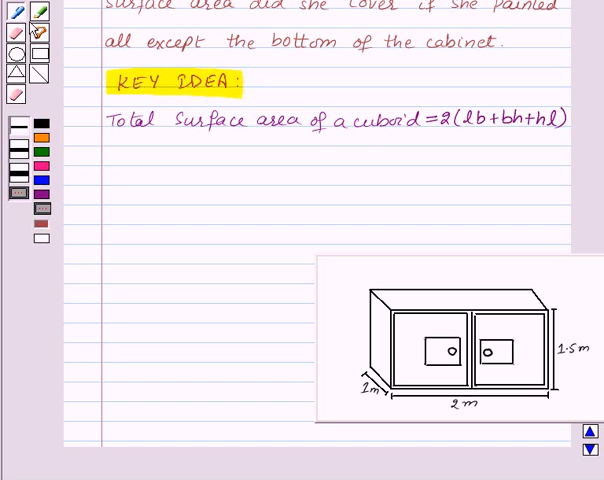 surface area did she cover if she painted
all except the bottom of the cabinet.
KEY IDEA:
Total surface area of a cuboid = 2(lb+bh+hl)
1.5m
1m
2m